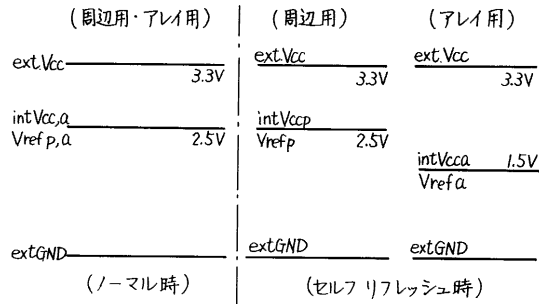 (周辺用・アレイ用)
ext.Vcc
3.3V
intVcc,a
Vrefp,a
2.5V
extGND
(ノーマル時)
(周辺用)
ext.Vcc
3.3V
intVccp
Vrefp
2.5V
extGND
(アレイ用)
ext.Vcc
3.3V
intVcca
1.5V
Vrefa
extGND
(セルフリフレッシュ時)